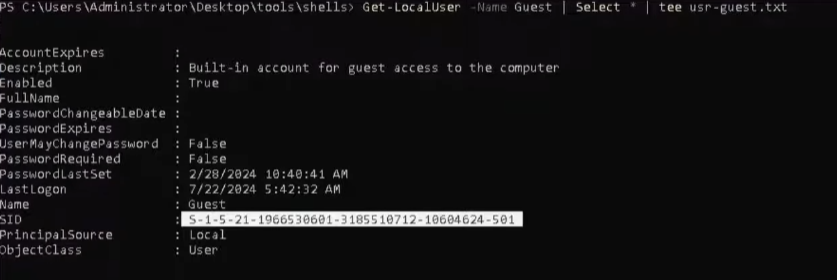 PS C:\Users\Administrator\Desktop\tools\shells> Get-LocalUser -Name Guest | Select * | tee usr-guest.txt
AccountExpires :
Description : Built-in account for guest access to the computer
Enabled : True
FullName :
PasswordChangeableDate :
PasswordExpires :
UserMayChangePassword : False
PasswordRequired : False
PasswordLastSet : 2/28/2024 10:40:41 AM
LastLogon : 7/22/2024 5:42:32 AM
Name : Guest
SID : S-1-5-21-1966530601-3185510712-10604624-501
PrincipalSource : Local
ObjectClass : User